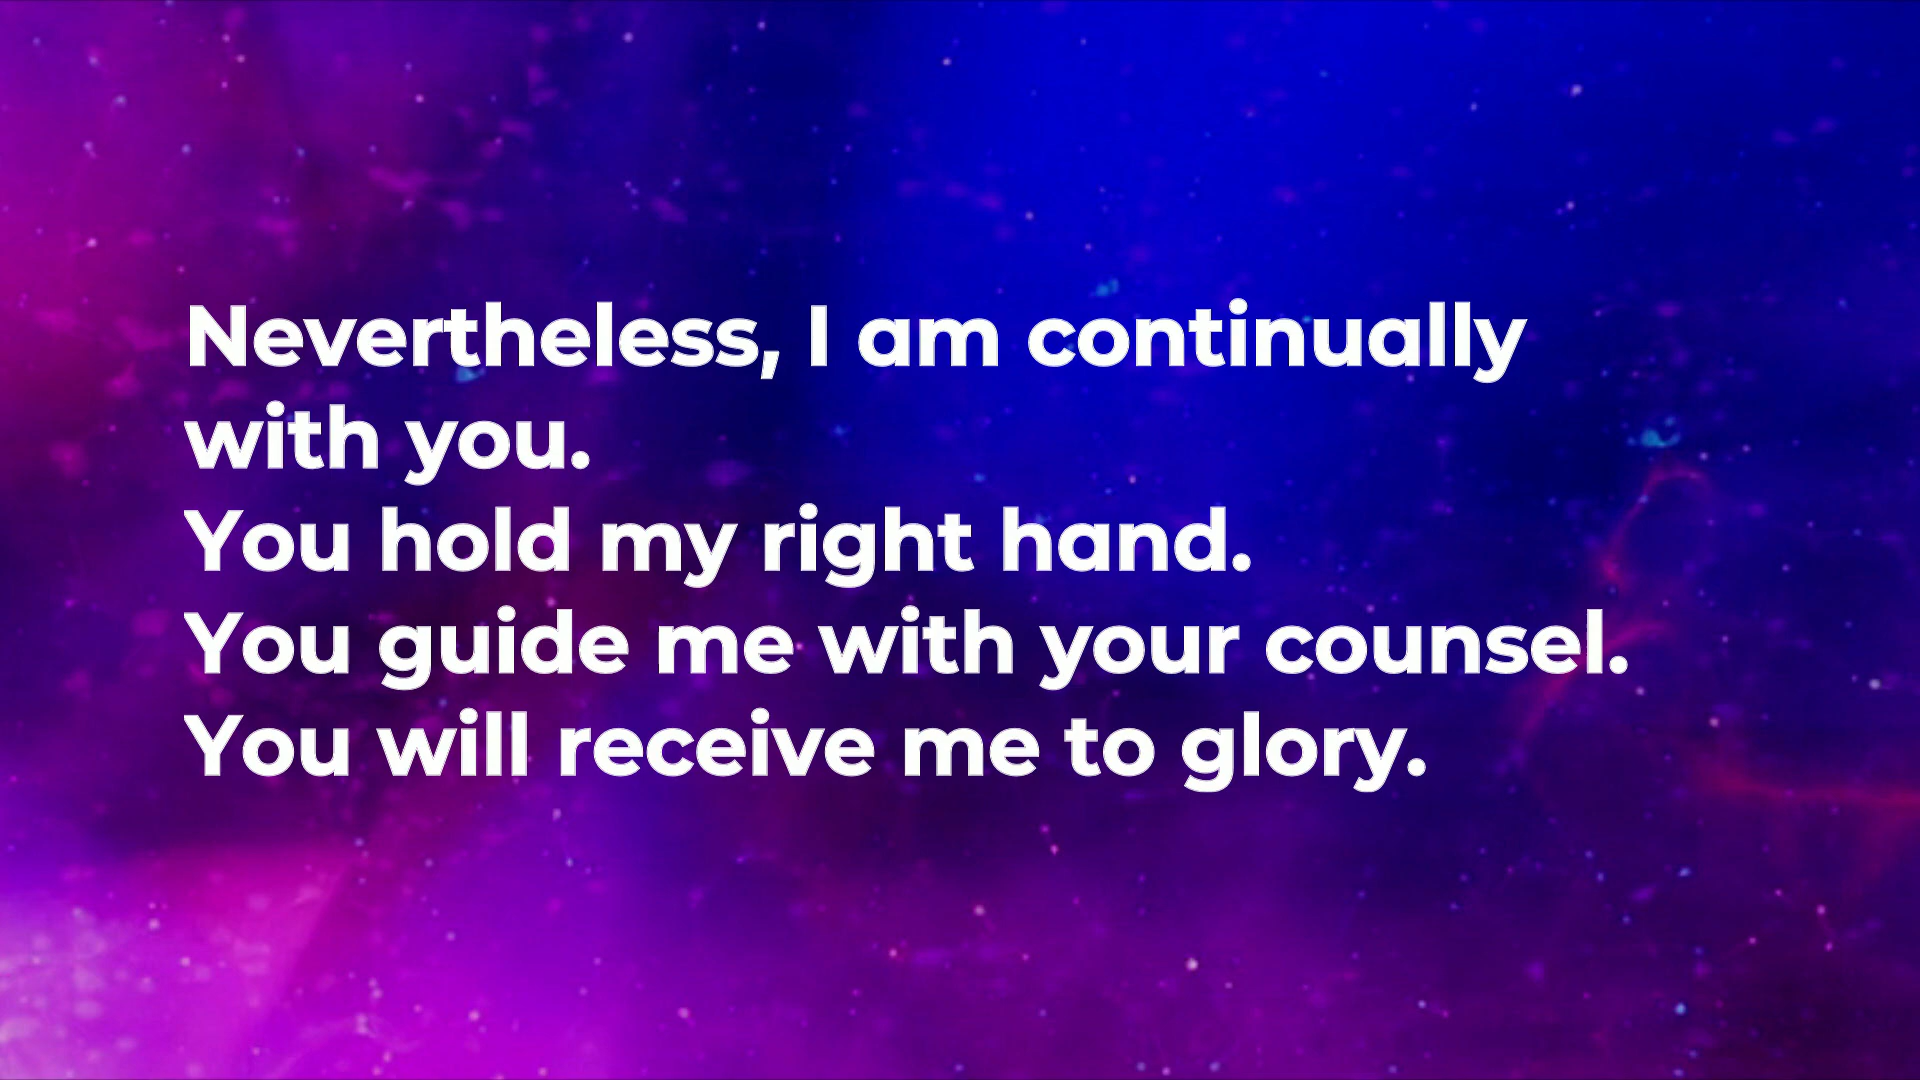 Nevertheless, I am continually
with you.
You hold my right hand.
You guide me with your counsel.
You will receive me to glory.